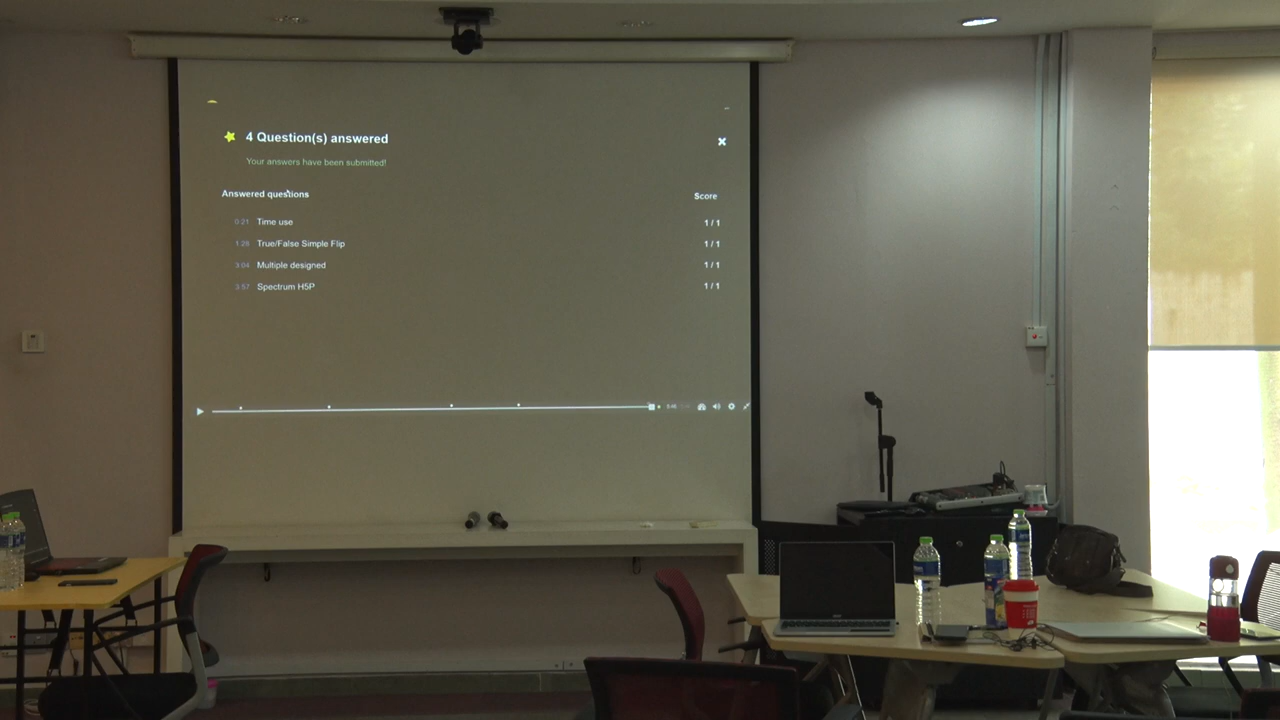 4 Question(s) answered
Your answers have been submitted!
Answered questions Score
0:21 Time use 1 / 1
1:28 True/False Simple Flip 1 / 1
3:04 Multiple designed 1 / 1
3:57 Spectrum H5P 1 / 1